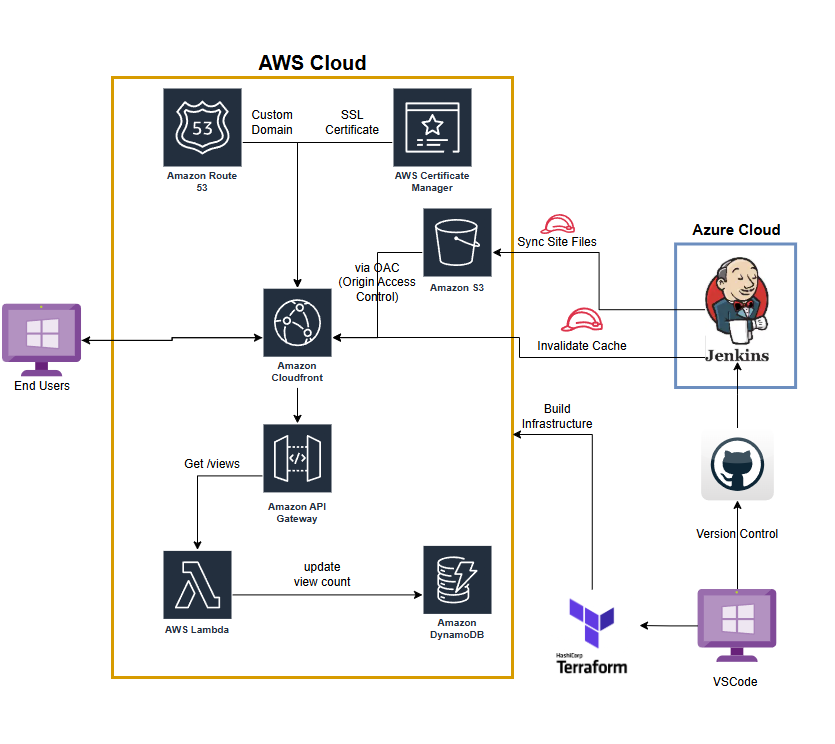 AWS Cloud
53
Custom
Domain
SSL
Certificate
Amazon Route
53
AWS Certificate
Manager
Azure Cloud
Sync Site Files
via OAC
(Origin Access
Control)
Amazon S3
Jenkins
Invalidate Cache
End Users
Amazon
Cloudfront
Build
Infrastructure
Get /views
</>
Amazon API
Gateway
Version Control
update
view count
AWS Lambda
Amazon
DynamoDB
HashiCorp
Terraform
VSCode